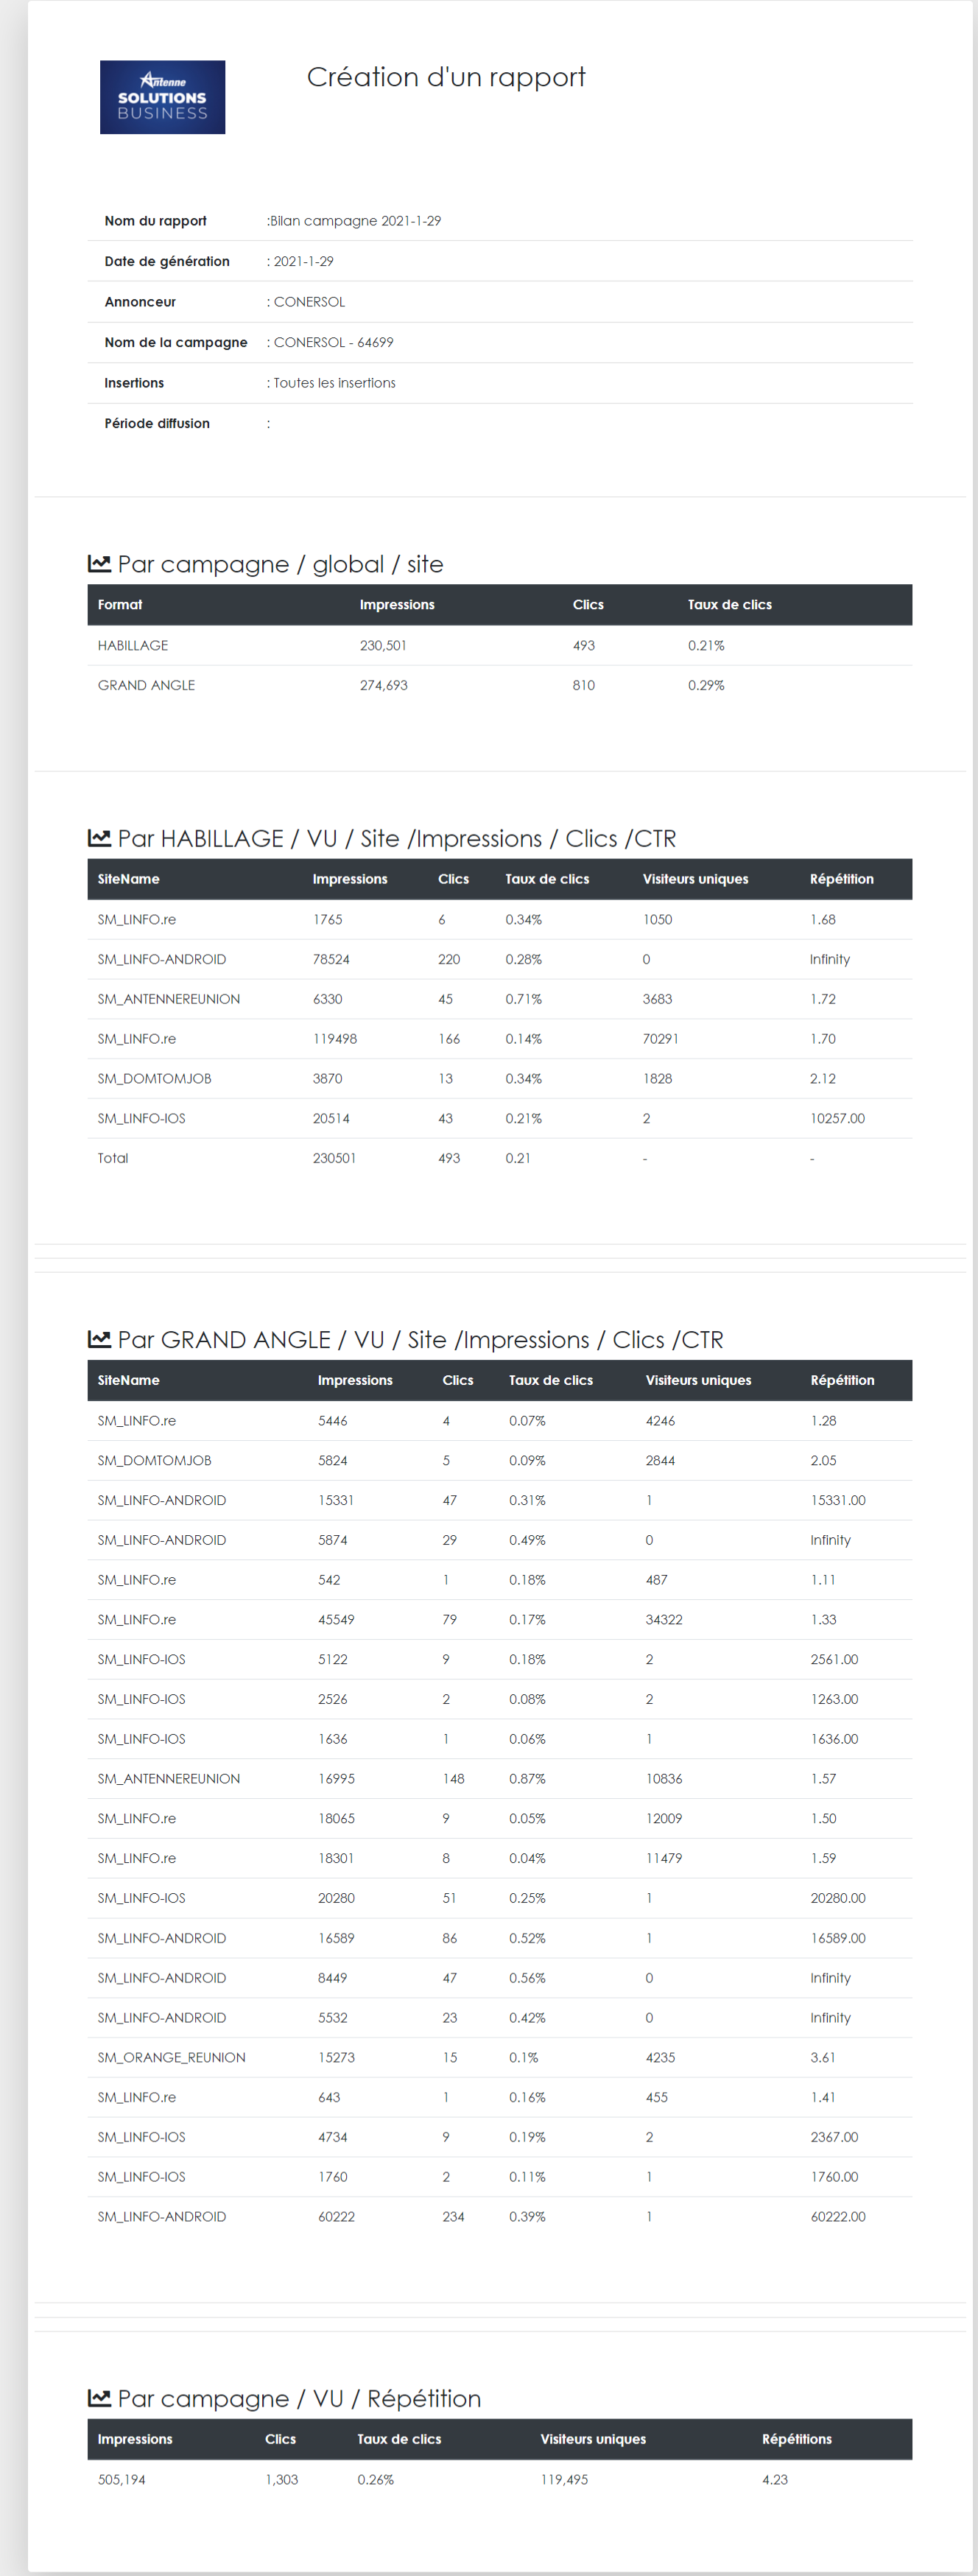 Antenne
SOLUTIONS
BUSINESS
Création d'un rapport
Nom du rapport :Bilan campagne 2021-1-29
Date de génération : 2021-1-29
Annonceur : CONERSOL
Nom de la campagne : CONERSOL - 64699
Insertions : Toutes les insertions
Période diffusion :
Par campagne / global / site
Format Impressions Clics Taux de clics
HABILLAGE 230,501 493 0.21%
GRAND ANGLE 274,693 810 0.29%
Par HABILLAGE / VU / Site /Impressions / Clics /CTR
SiteName Impressions Clics Taux de clics Visiteurs uniques Répétition
SM_LINFO.re 1765 6 0.34% 1050 1.68
SM_LINFO-ANDROID 78524 220 0.28% 0 Infinity
SM_ANTENNEREUNION 6330 45 0.71% 3683 1.72
SM_LINFO.re 119498 166 0.14% 70291 1.70
SM_DOMTOMJOB 3870 13 0.34% 1828 2.12
SM_LINFO-IOS 20514 43 0.21% 2 10257.00
Total 230501 493 0.21 - -
Par GRAND ANGLE / VU / Site /Impressions / Clics /CTR
SiteName Impressions Clics Taux de clics Visiteurs uniques Répétition
SM_LINFO.re 5446 4 0.07% 4246 1.28
SM_DOMTOMJOB 5824 5 0.09% 2844 2.05
SM_LINFO-ANDROID 15331 47 0.31% 1 15331.00
SM_LINFO-ANDROID 5874 29 0.49% 0 Infinity
SM_LINFO.re 542 1 0.18% 487 1.11
SM_LINFO.re 45549 79 0.17% 34322 1.33
SM_LINFO-IOS 5122 9 0.18% 2 2561.00
SM_LINFO-IOS 2526 2 0.08% 2 1263.00
SM_LINFO-IOS 1636 1 0.06% 1 1636.00
SM_ANTENNEREUNION 16995 148 0.87% 10836 1.57
SM_LINFO.re 18065 9 0.05% 12009 1.50
SM_LINFO.re 18301 8 0.04% 11479 1.59
SM_LINFO-IOS 20280 51 0.25% 1 20280.00
SM_LINFO-ANDROID 16589 86 0.52% 1 16589.00
SM_LINFO-ANDROID 8449 47 0.56% 0 Infinity
SM_LINFO-ANDROID 5532 23 0.42% 0 Infinity
SM_ORANGE_REUNION 15273 15 0.1% 4235 3.61
SM_LINFO.re 643 1 0.16% 455 1.41
SM_LINFO-IOS 4734 9 0.19% 2 2367.00
SM_LINFO-IOS 1760 2 0.11% 1 1760.00
SM_LINFO-ANDROID 60222 234 0.39% 1 60222.00
Par campagne / VU / Répétition
Impressions Clics Taux de clics Visiteurs uniques Répétitions
505,194 1,303 0.26% 119,495 4.23